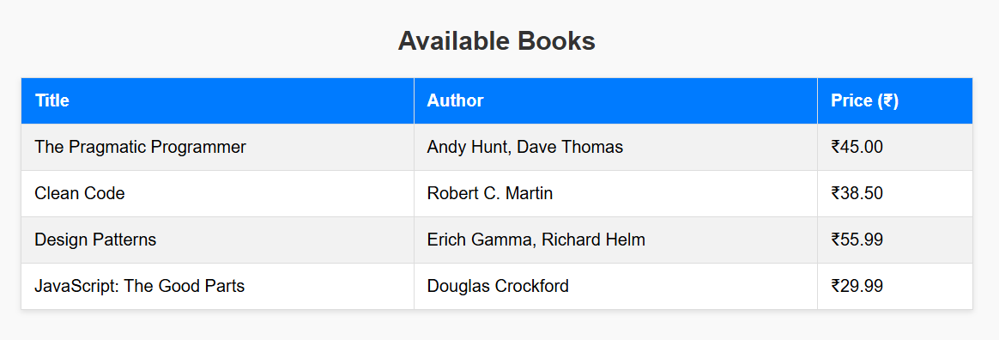 Available Books
Title Author Price (₹)
The Pragmatic Programmer Andy Hunt, Dave Thomas ₹45.00
Clean Code Robert C. Martin ₹38.50
Design Patterns Erich Gamma, Richard Helm ₹55.99
JavaScript: The Good Parts Douglas Crockford ₹29.99